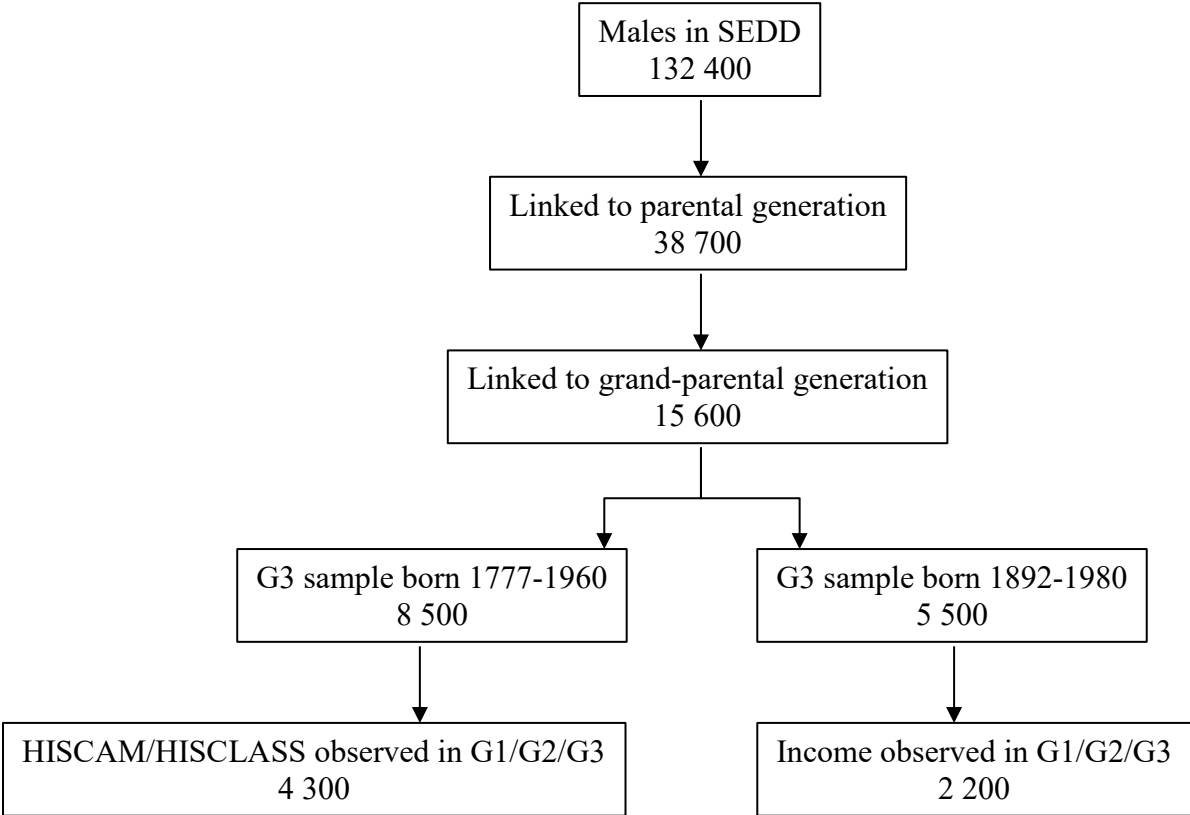 Males in SEDD
132 400
Linked to parental generation
38 700
Linked to grand-parental generation
15 600
G3 sample born 1777-1960
8 500
G3 sample born 1892-1980
5 500
HISCAM/HISCLASS observed in G1/G2/G3
4 300
Income observed in G1/G2/G3
2 200